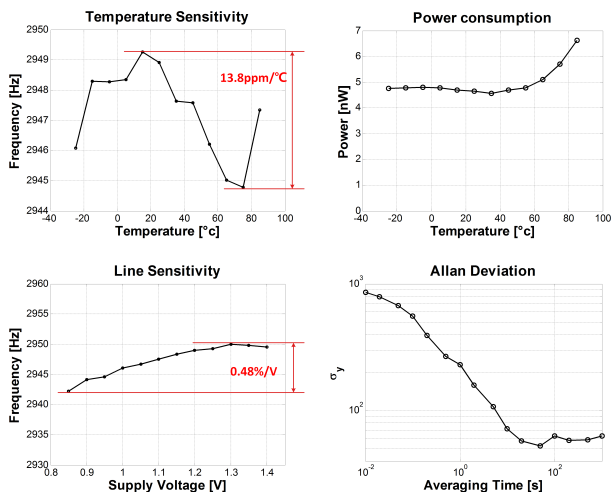 Temperature Sensitivity
2950
2949
2948
2947
2946
2945
2944
Frequency [Hz]
13.8ppm/°C
-40 -20 0 20 40 60 80 100
Temperature [°c]
Power consumption
7
6
5
4
3
2
1
0
Power [nW]
-40 -20 0 20 40 60 80 100
Temperature [°c]
Line Sensitivity
2960
2955
2950
2945
2940
2935
2930
Frequency [Hz]
0.48%/V
0.8 0.9 1 1.1 1.2 1.3 1.4
Supply Voltage [V]
Allan Deviation
10³
10²
σy
10⁻² 10⁰ 10²
Averaging Time [s]